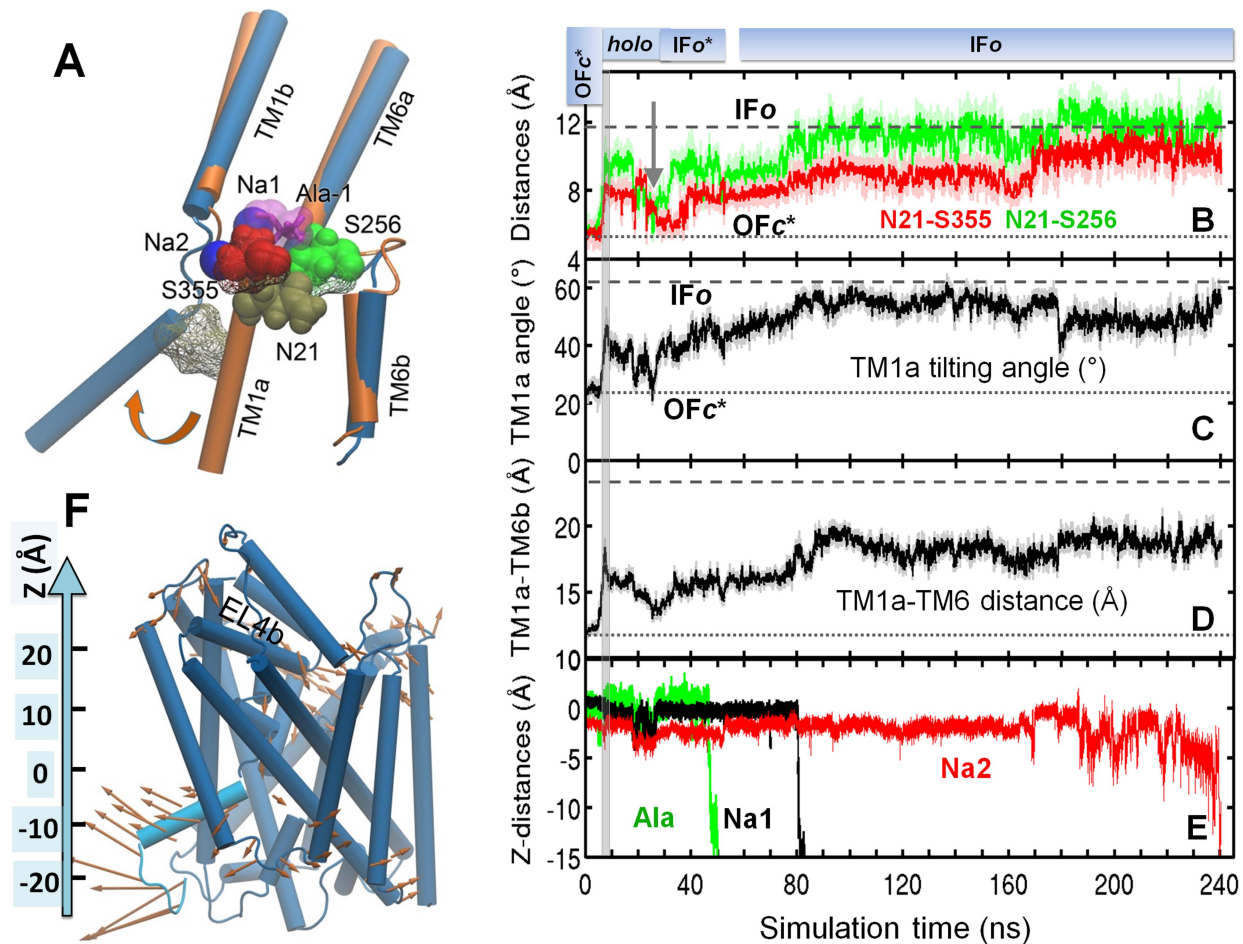 A
TM1b
TM6a
Na1
Ala-1
S256
Na2
S355
N21
TM1a
TM6b
F
Z (Å)
EL4b
20
10
0
-10
-20
OFc*
holo
IFo*
IFo
Distances (Å)
12
8
4
IFo
OFc*
N21-S355
N21-S256
B
TM1a angle (°)
60
40
20
0
IFo
TM1a tilting angle (°)
OFc*
C
TM1a-TM6b (Å)
20
15
10
TM1a-TM6 distance (Å)
D
Z-distances (Å)
0
-5
-10
-15
Ala
Na1
Na2
E
0
40
80
120
160
200
240
Simulation time (ns)